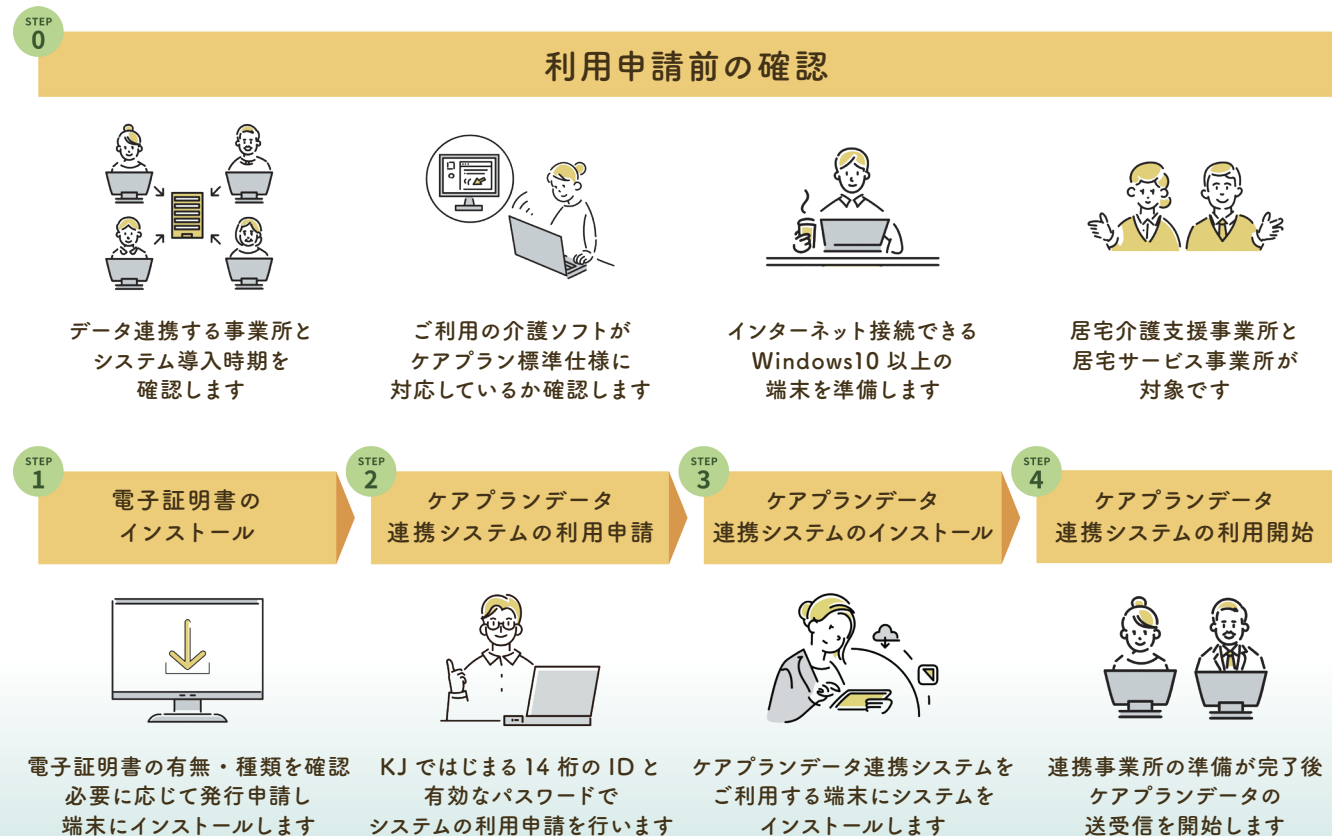 STEP
0
利用申請前の確認
データ連携する事業所と
システム導入時期を
確認します
ご利用の介護ソフトが
ケアプラン標準仕様に
対応しているか確認します
インターネット接続できる
Windows10 以上の
端末を準備します
居宅介護支援事業所と
居宅サービス事業所が
対象です
STEP
1
電子証明書の
インストール
電子証明書の有無・種類を確認
必要に応じて発行申請し
端末にインストールします
STEP
2
ケアプランデータ
連携システムの利用申請
KJ ではじまる 14 桁の ID と
有効なパスワードで
システムの利用申請を行います
STEP
3
ケアプランデータ
連携システムのインストール
ケアプランデータ連携システムを
ご利用する端末にシステムを
インストールします
STEP
4
ケアプランデータ
連携システムの利用開始
連携事業所の準備が完了後
ケアプランデータの
送受信を開始します